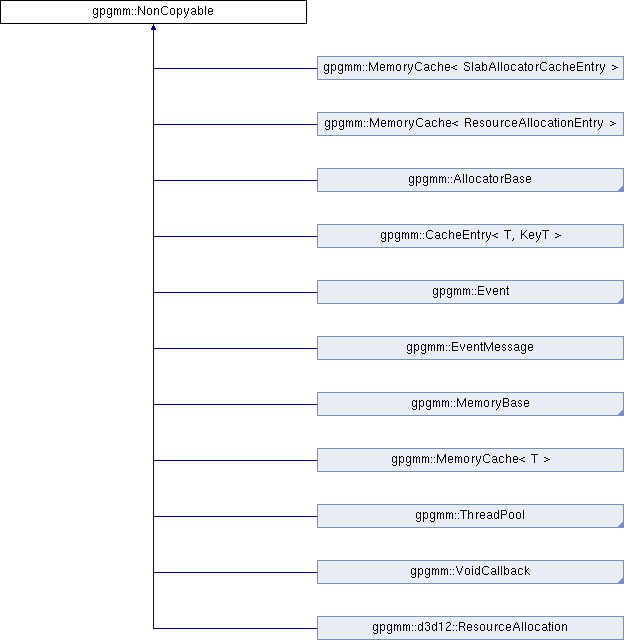 gpgmm::NonCopyable
gpgmm::MemoryCache< SlabAllocatorCacheEntry >
gpgmm::MemoryCache< ResourceAllocationEntry >
gpgmm::AllocatorBase
gpgmm::CacheEntry< T, KeyT >
gpgmm::Event
gpgmm::EventMessage
gpgmm::MemoryBase
gpgmm::MemoryCache< T >
gpgmm::ThreadPool
gpgmm::VoidCallback
gpgmm::d3d12::ResourceAllocation